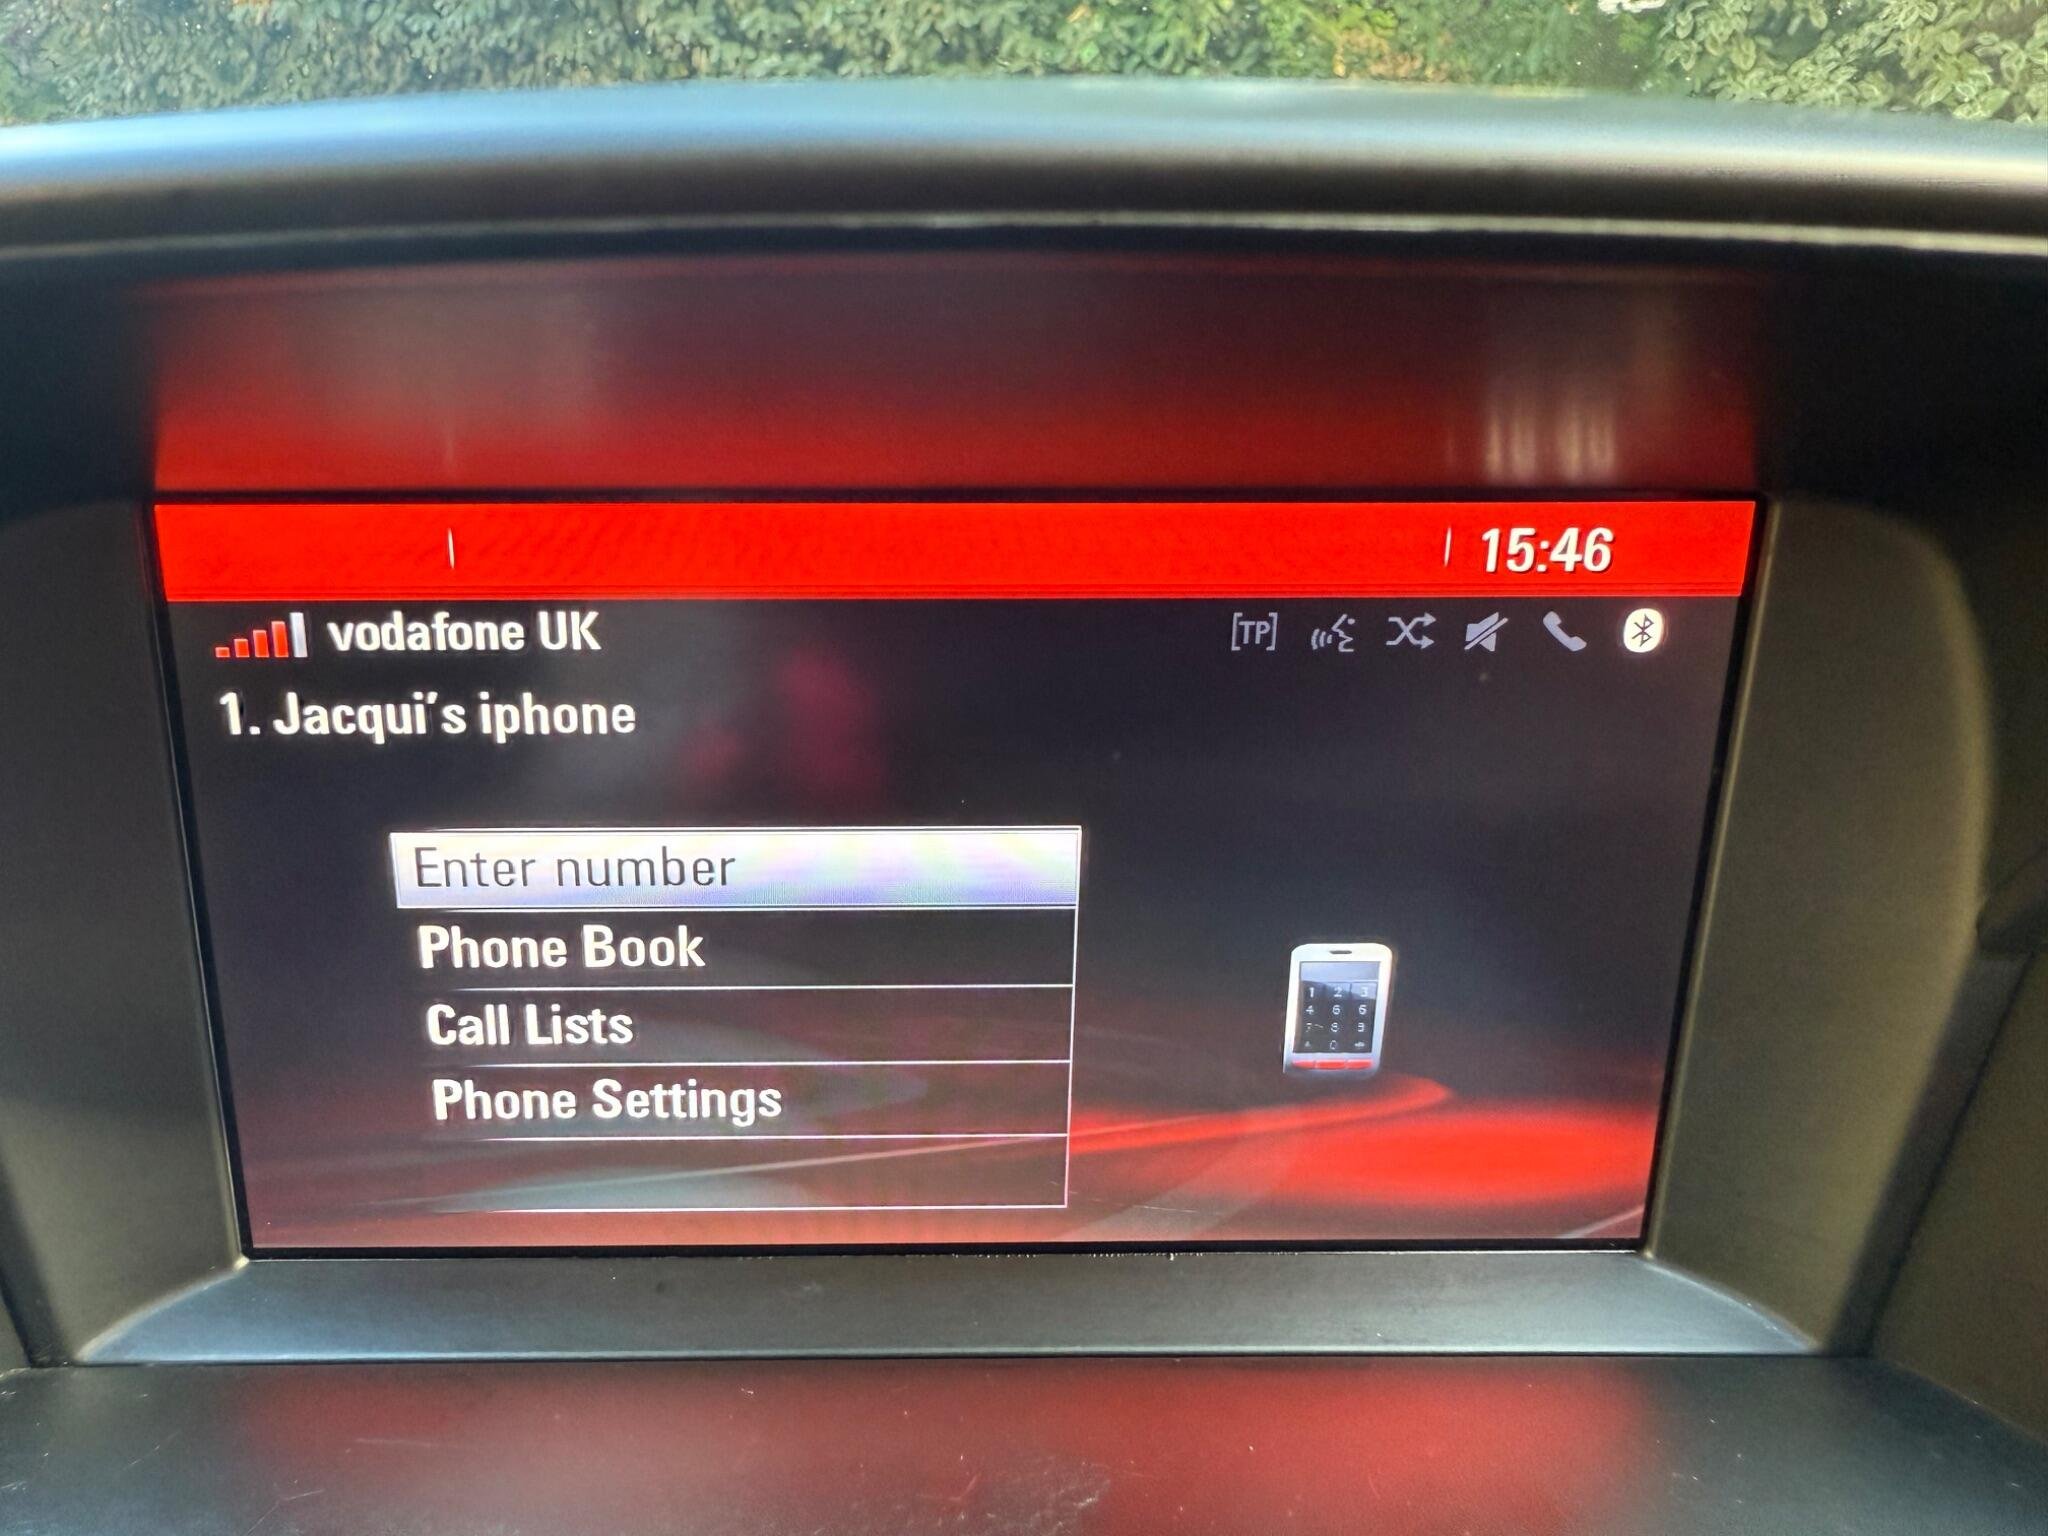 15:46
vodafone UK
[TP]
1. Jacqui's iphone
Enter number
Phone Book
Call Lists
Phone Settings